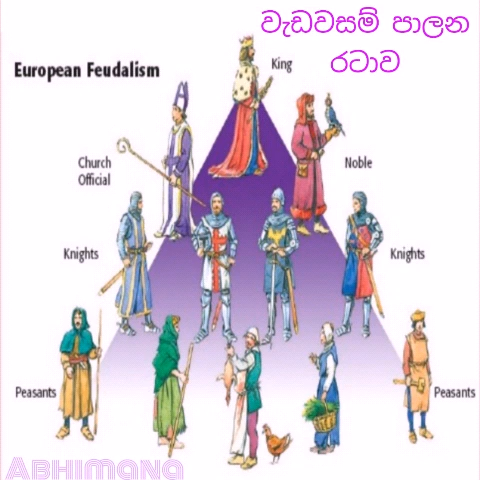 වැඩවසම් පාලන
රටාව
European Feudalism
King
Church
Official
Noble
Knights
Knights
Peasants
Peasants
ABHIMANA